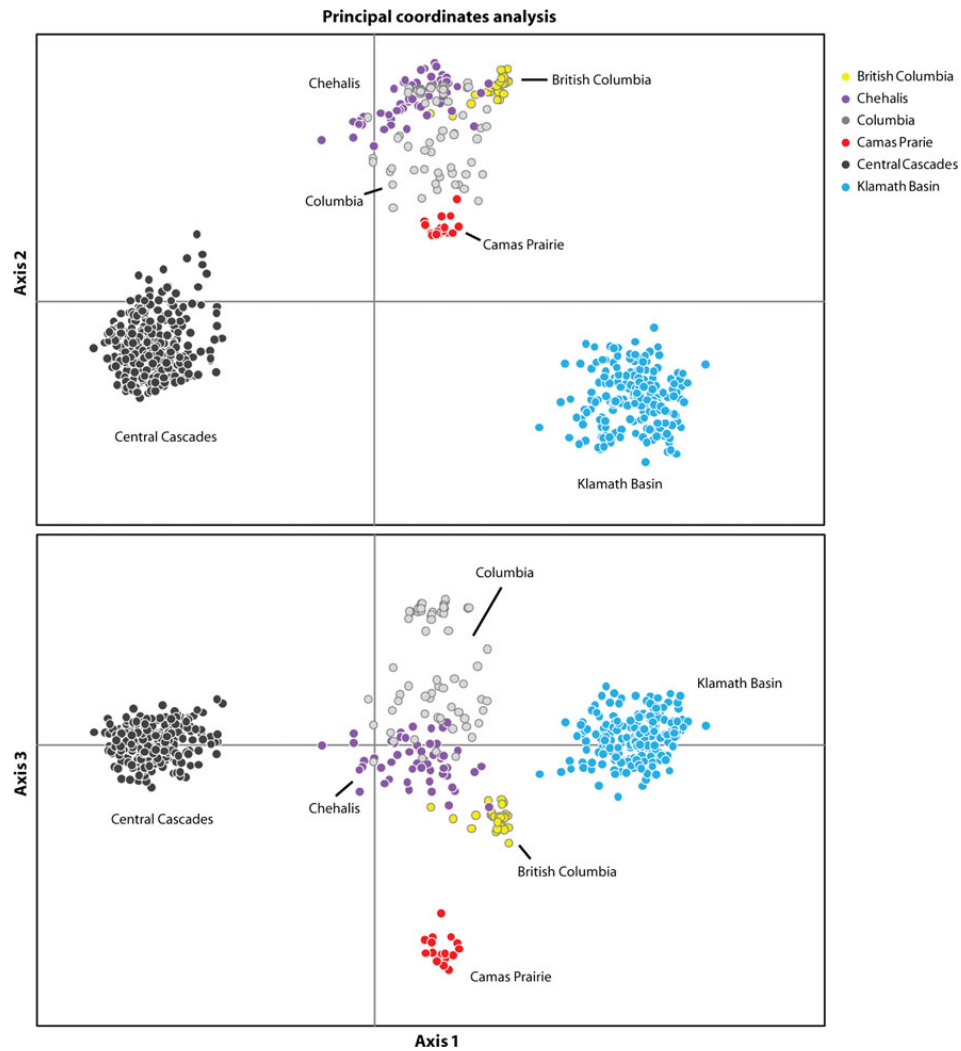 Principal coordinates analysis
Chehalis
British Columbia
Columbia
Camas Prairie
Axis 2
Central Cascades
Klamath Basin
British Columbia
Chehalis
Columbia
Camas Prarie
Central Cascades
Klamath Basin
Columbia
Klamath Basin
Axis 3
Central Cascades
Chehalis
British Columbia
Camas Prairie
Axis 1